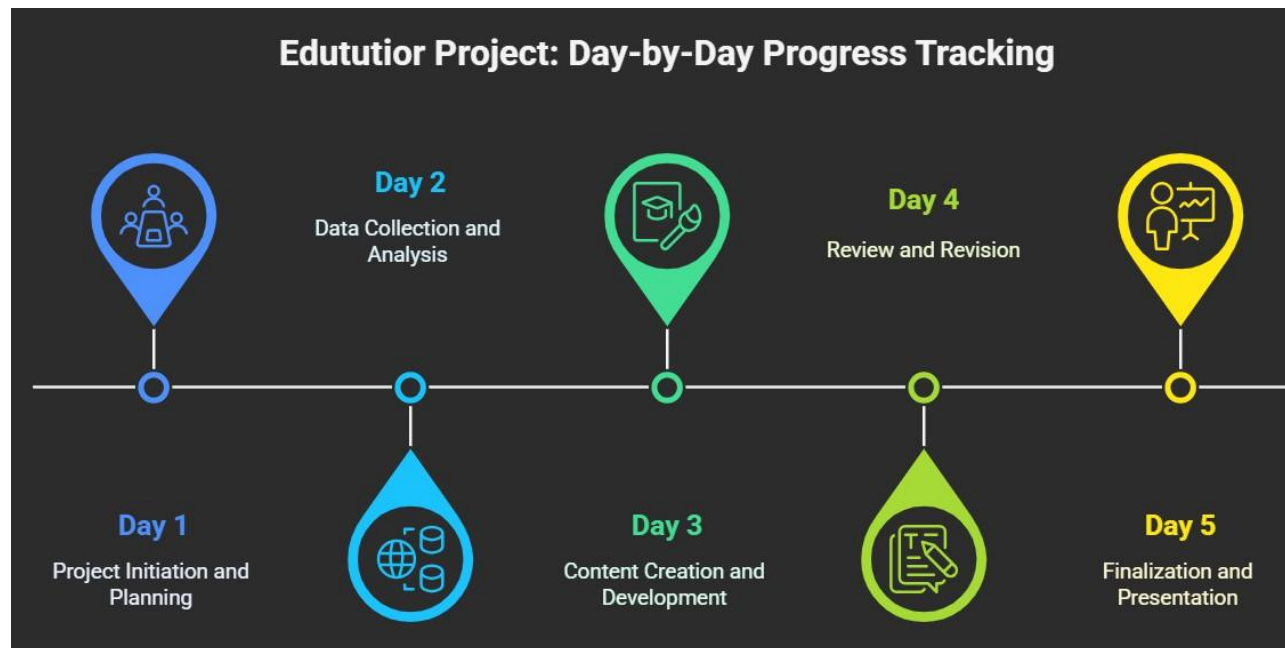 Edututior Project: Day-by-Day Progress Tracking
Day 1
Project Initiation and
Planning
Day 2
Data Collection and
Analysis
Day 3
Content Creation and
Development
Day 4
Review and Revision
Day 5
Finalization and
Presentation